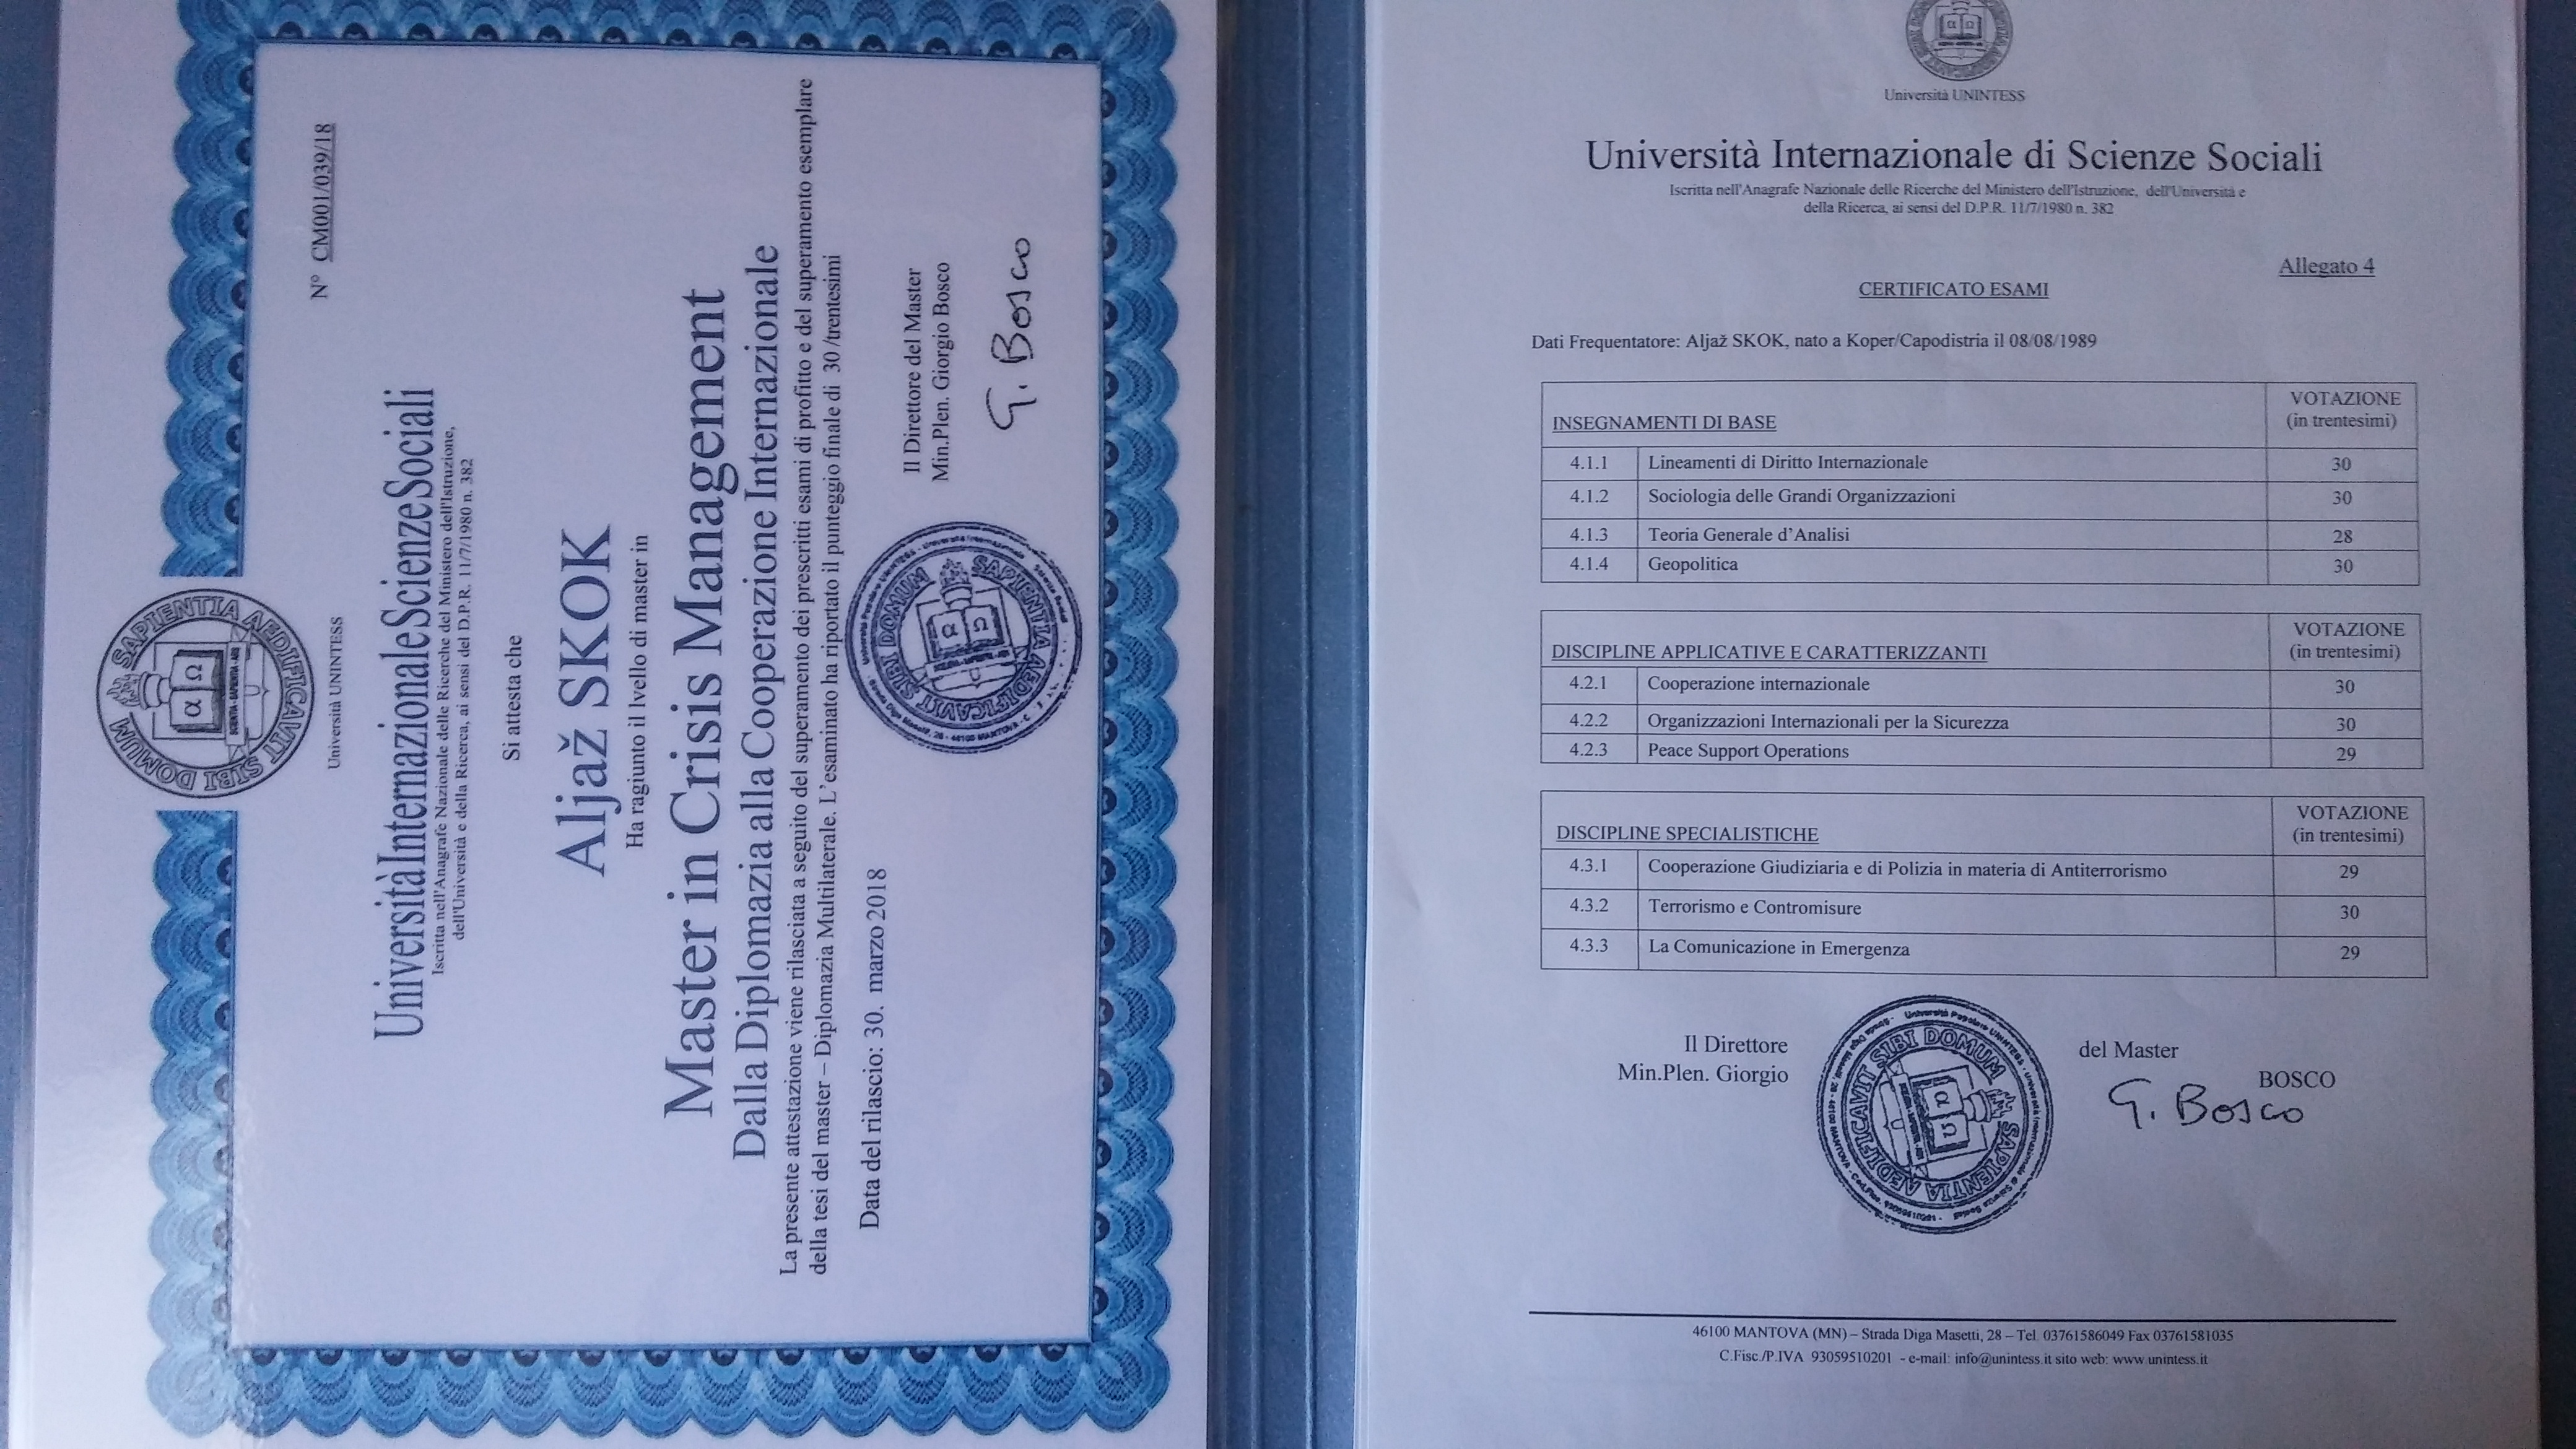 N° CM001/039/18
SAPIENTIA AEDIFICAVIT SIBI DOMUM
α Ω
Università UNINTESS
Università Internazionale Scienze Sociali
Iscritta nell'Anagrafe Nazionale delle Ricerche del Ministero dell'Istruzione,
dell'Università e della Ricerca, ai sensi del D.P.R. 11/7/1980 n. 382
Si attesta che
Aljaž SKOK
Ha ragiunto il lvello di master in
Master in Crisis Management
Dalla Diplomazia alla Cooperazione Internazionale
La presente attestazione viene rilasciata a seguito del superamento dei prescritti esami di profitto e del superamento esemplare
della tesi del master – Diplomazia Multilaterale. L'esaminato ha riportato il punteggio finale di 30 /trentesimi
Data del rilascio: 30. marzo 2018
Il Direttore del Master
Min.Plen. Giorgio Bosco
G. Bosco
SAPIENTIA AEDIFICAVIT SIBI DOMUM
α Ω
α Ω
Università UNINTESS
Università Internazionale di Scienze Sociali
Iscritta nell'Anagrafe Nazionale delle Ricerche del Ministero dell'Istruzione, dell'Università e
della Ricerca, ai sensi del D.P.R. 11/7/1980 n. 382
Allegato 4
CERTIFICATO ESAMI
Dati Frequentatore: Aljaž SKOK, nato a Koper/Capodistria il 08/08/1989
INSEGNAMENTI DI BASE VOTAZIONE
(in trentesimi)
4.1.1 Lineamenti di Diritto Internazionale 30
4.1.2 Sociologia delle Grandi Organizzazioni 30
4.1.3 Teoria Generale d'Analisi 28
4.1.4 Geopolitica 30
DISCIPLINE APPLICATIVE E CARATTERIZZANTI VOTAZIONE
(in trentesimi)
4.2.1 Cooperazione internazionale 30
4.2.2 Organizzazioni Internazionali per la Sicurezza 30
4.2.3 Peace Support Operations 29
DISCIPLINE SPECIALISTICHE VOTAZIONE
(in trentesimi)
4.3.1 Cooperazione Giudiziaria e di Polizia in materia di Antiterrorismo 29
4.3.2 Terrorismo e Contromisure 30
4.3.3 La Comunicazione in Emergenza 29
Il Direttore del Master
Min.Plen. Giorgio BOSCO
G. Bosco
SAPIENTIA AEDIFICAVIT SIBI DOMUM
α Ω
46100 MANTOVA (MN) – Strada Diga Masetti, 28 – Tel. 03761586049 Fax 03761581035
C.Fisc./P.IVA 93059510201 - e-mail: info@unintess.it sito web: www.unintess.it